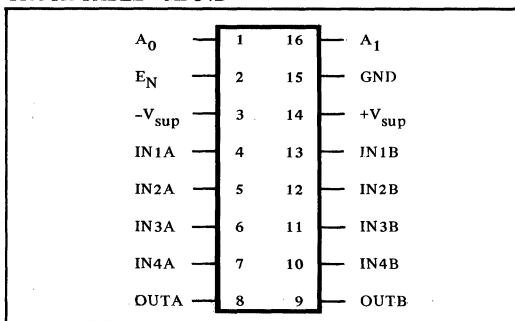 A0 1 16 A1
EN 2 15 GND
-Vsup 3 14 +Vsup
IN1A 4 13 IN1B
IN2A 5 12 IN2B
IN3A 6 11 IN3B
IN4A 7 10 IN4B
OUTA 8 9 OUTB